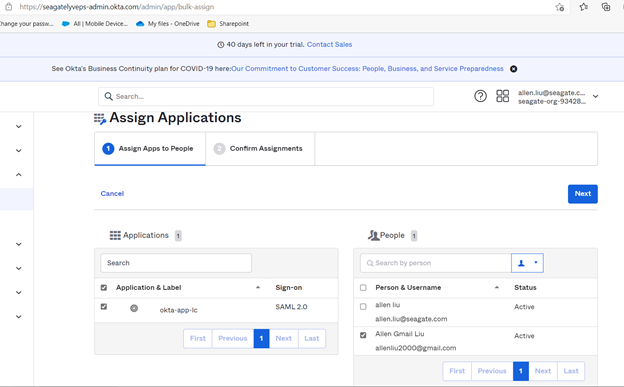 https://seagatelyveps-admin.okta.com/admin/app/bulk-assign
Change your passw...
All | Mobile Device...
My files - OneDrive
Sharepoint
40 days left in your trial. Contact Sales
See Okta's Business Continuity plan for COVID-19 here:Our Commitment to Customer Success: People, Business, and Service Preparedness
Search...
allen.liu@seagate.c...
seagate-org-93428...
Assign Applications
1 Assign Apps to People
2 Confirm Assignments
Cancel
Next
Applications 1
People 1
Search
Search by person
Application & Label Sign-on
Person & Username Status
okta-app-lc SAML 2.0
allen liu Active
allen.liu@seagate.com
Allen Gmail Liu Active
allenliu2000@gmail.com
First Previous 1 Next Last
First Previous 1 Next Last